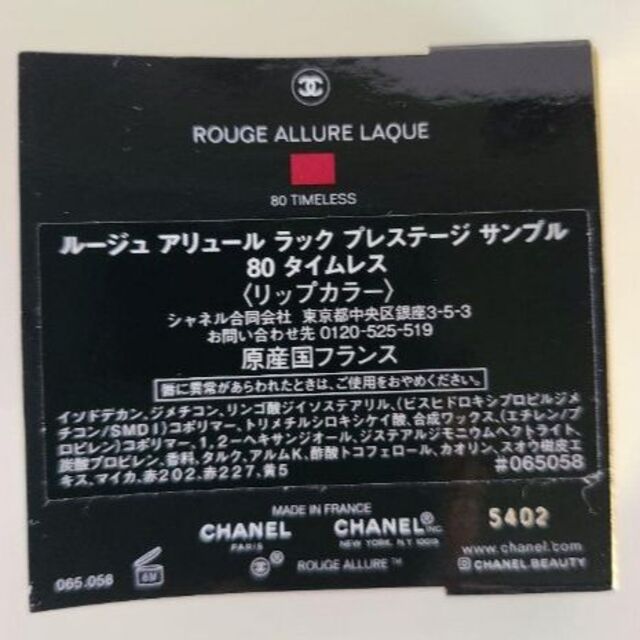 ROUGE ALLURE LAQUE
80 TIMELESS
ルージュ アリュール ラック プレステージ サンプル
80 タイムレス
〈リップカラー〉
シャネル合同会社 東京都中央区銀座3-5-3
お問い合わせ先 0120-525-519
原産国フランス
唇に異常があらわれたときは、ご使用をおやめください。
イソドデカン、ジメチコン、リンゴ酸ジイソステアリル、(ビスヒドロキシプロピルジメ
チコン/SMDI)コポリマー、トリメチルシロキシケイ酸、合成ワックス、(エチレン/プ
ロピレン)コポリマー、1,2-ヘキサンジオール、ジステアルジモニウムヘクトライト、
炭酸プロピレン、香料、タルク、アルムK、酢酸トコフェロール、カオリン、スオウ樹皮エ
キス、マイカ、赤202、赤227、黄5 #065058
MADE IN FRANCE
CHANEL CHANEL INC
PARIS NEW YORK. N.Y. 10019
5402
® ROUGE ALLURE™
www.chanel.com
CHANEL BEAUTY
065.058 6M